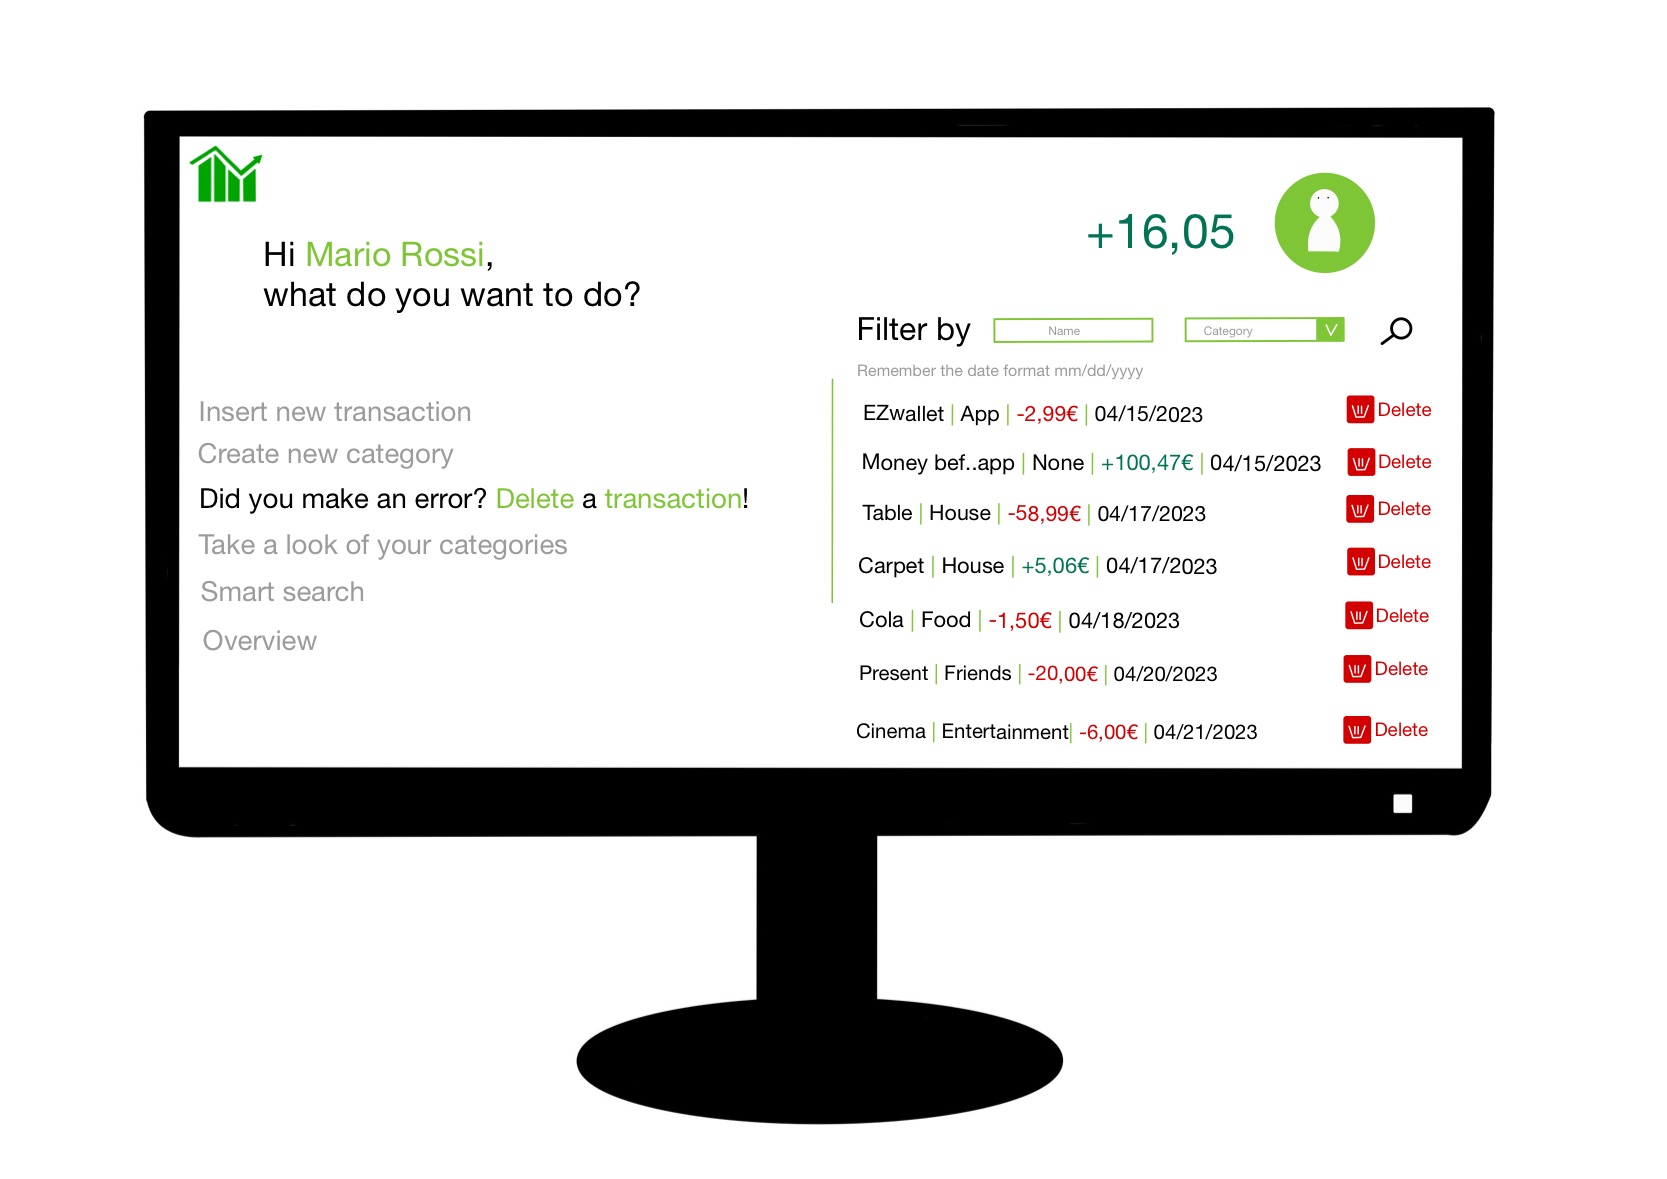 +16,05
Hi Mario Rossi,
what do you want to do?
Insert new transaction
Create new category
Did you make an error? Delete a transaction!
Take a look of your categories
Smart search
Overview
Filter by Name Category V
Remember the date format mm/dd/yyyy
EZwallet | App | -2,99€ | 04/15/2023 Delete
Money bef..app | None | +100,47€ | 04/15/2023 Delete
Table | House | -58,99€ | 04/17/2023 Delete
Carpet | House | +5,06€ | 04/17/2023 Delete
Cola | Food | -1,50€ | 04/18/2023 Delete
Present | Friends | -20,00€ | 04/20/2023 Delete
Cinema | Entertainment| -6,00€ | 04/21/2023 Delete